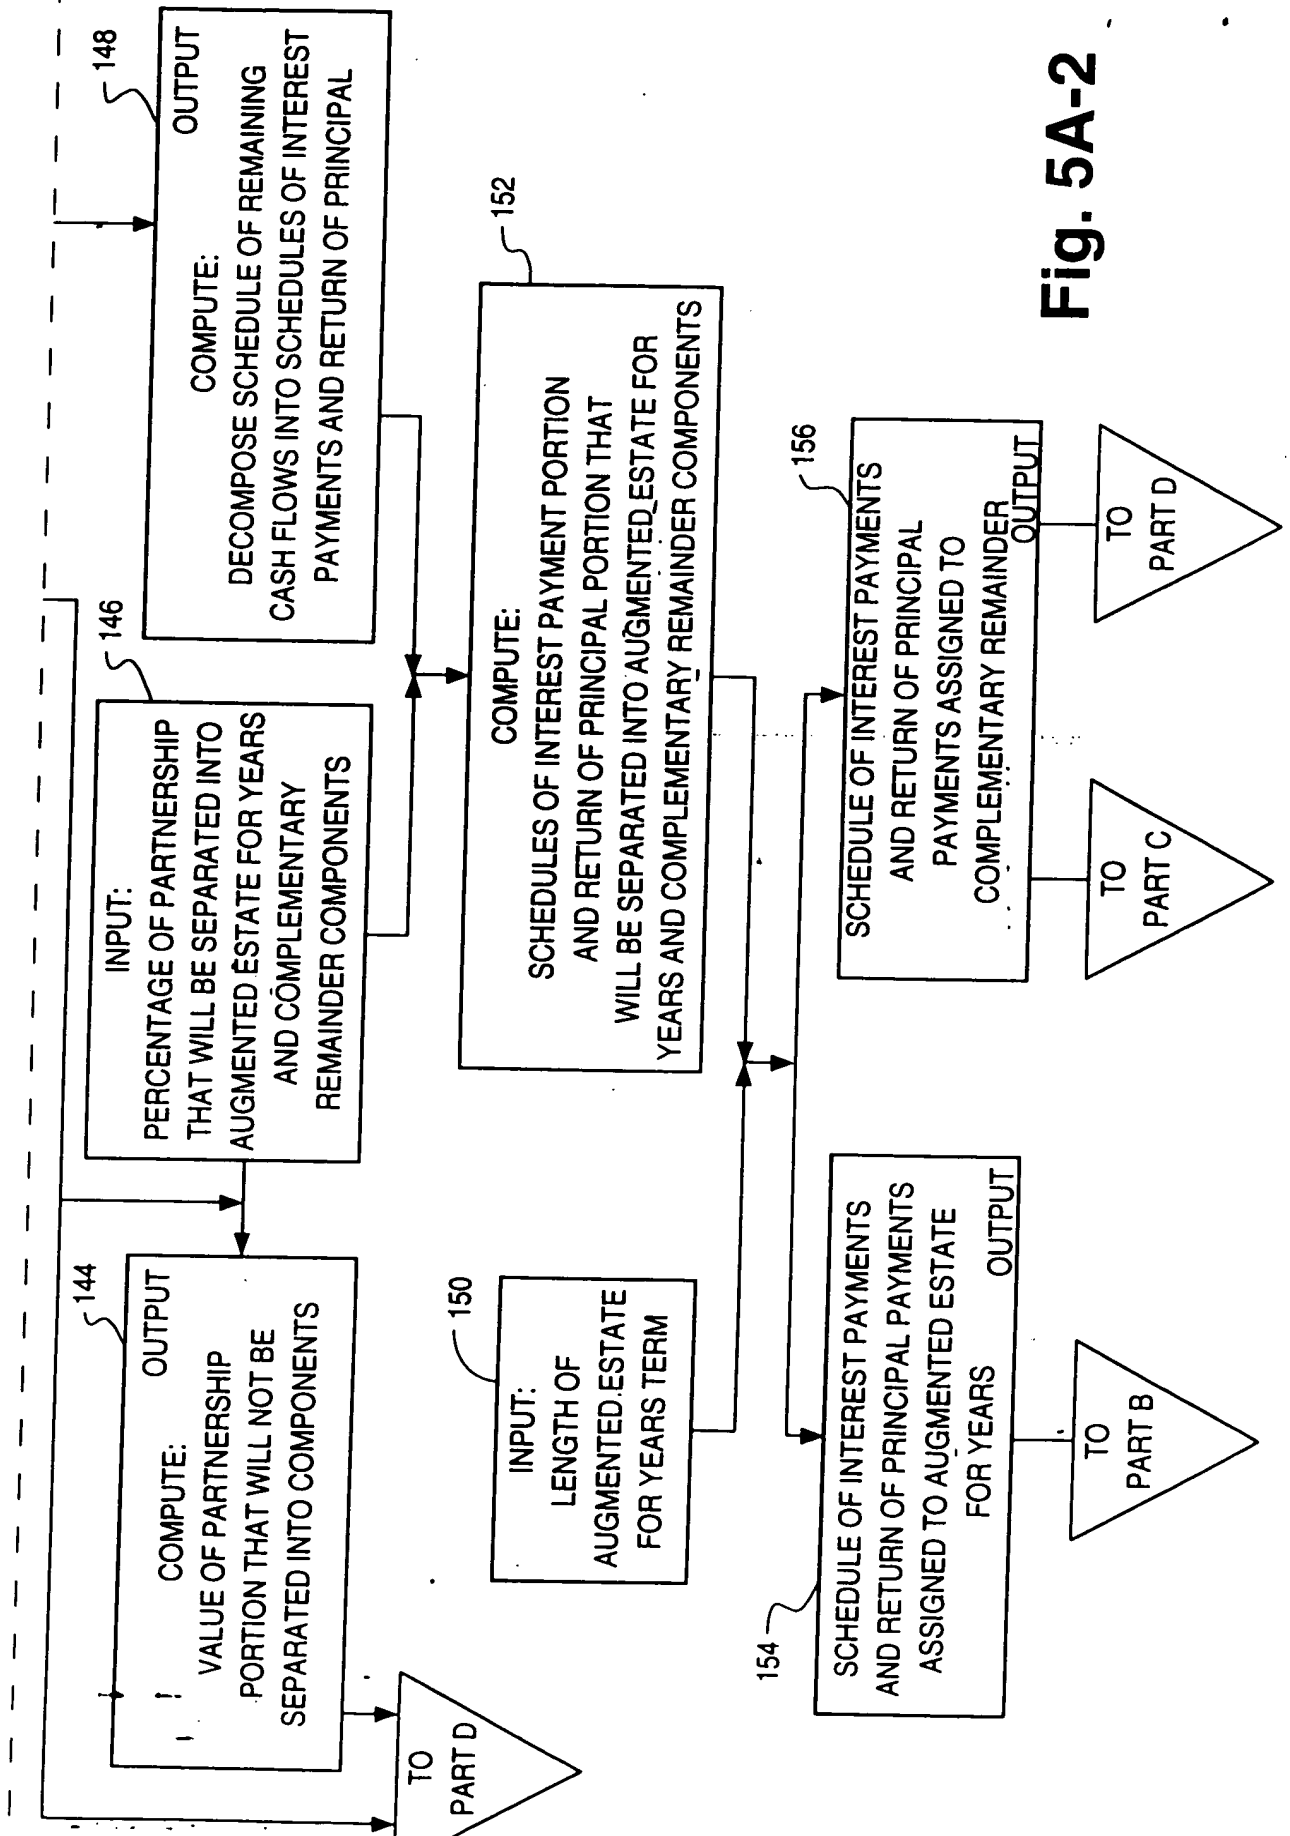 144
COMPUTE:
OUTPUT
VALUE OF PARTNERSHIP
PORTION THAT WILL NOT BE
SEPARATED INTO COMPONENTS
TO
PART D
146
INPUT:
PERCENTAGE OF PARTNERSHIP
THAT WILL BE SEPARATED INTO
AUGMENTED ESTATE FOR YEARS
AND COMPLEMENTARY
REMAINDER COMPONENTS
148
OUTPUT
COMPUTE:
DECOMPOSE SCHEDULE OF REMAINING
CASH FLOWS INTO SCHEDULES OF INTEREST
PAYMENTS AND RETURN OF PRINCIPAL
150
INPUT:
LENGTH OF
AUGMENTED ESTATE
FOR YEARS TERM
152
COMPUTE:
SCHEDULES OF INTEREST PAYMENT PORTION
AND RETURN OF PRINCIPAL PORTION THAT
WILL BE SEPARATED INTO AUGMENTED ESTATE FOR
YEARS AND COMPLEMENTARY REMAINDER COMPONENTS
154
SCHEDULE OF INTEREST PAYMENTS
AND RETURN OF PRINCIPAL PAYMENTS
ASSIGNED TO AUGMENTED ESTATE
FOR YEARS
OUTPUT
TO
PART B
156
SCHEDULE OF INTEREST PAYMENTS
AND RETURN OF PRINCIPAL
PAYMENTS ASSIGNED TO
COMPLEMENTARY REMAINDER
OUTPUT
TO
PART C
TO
PART D
Fig. 5A-2